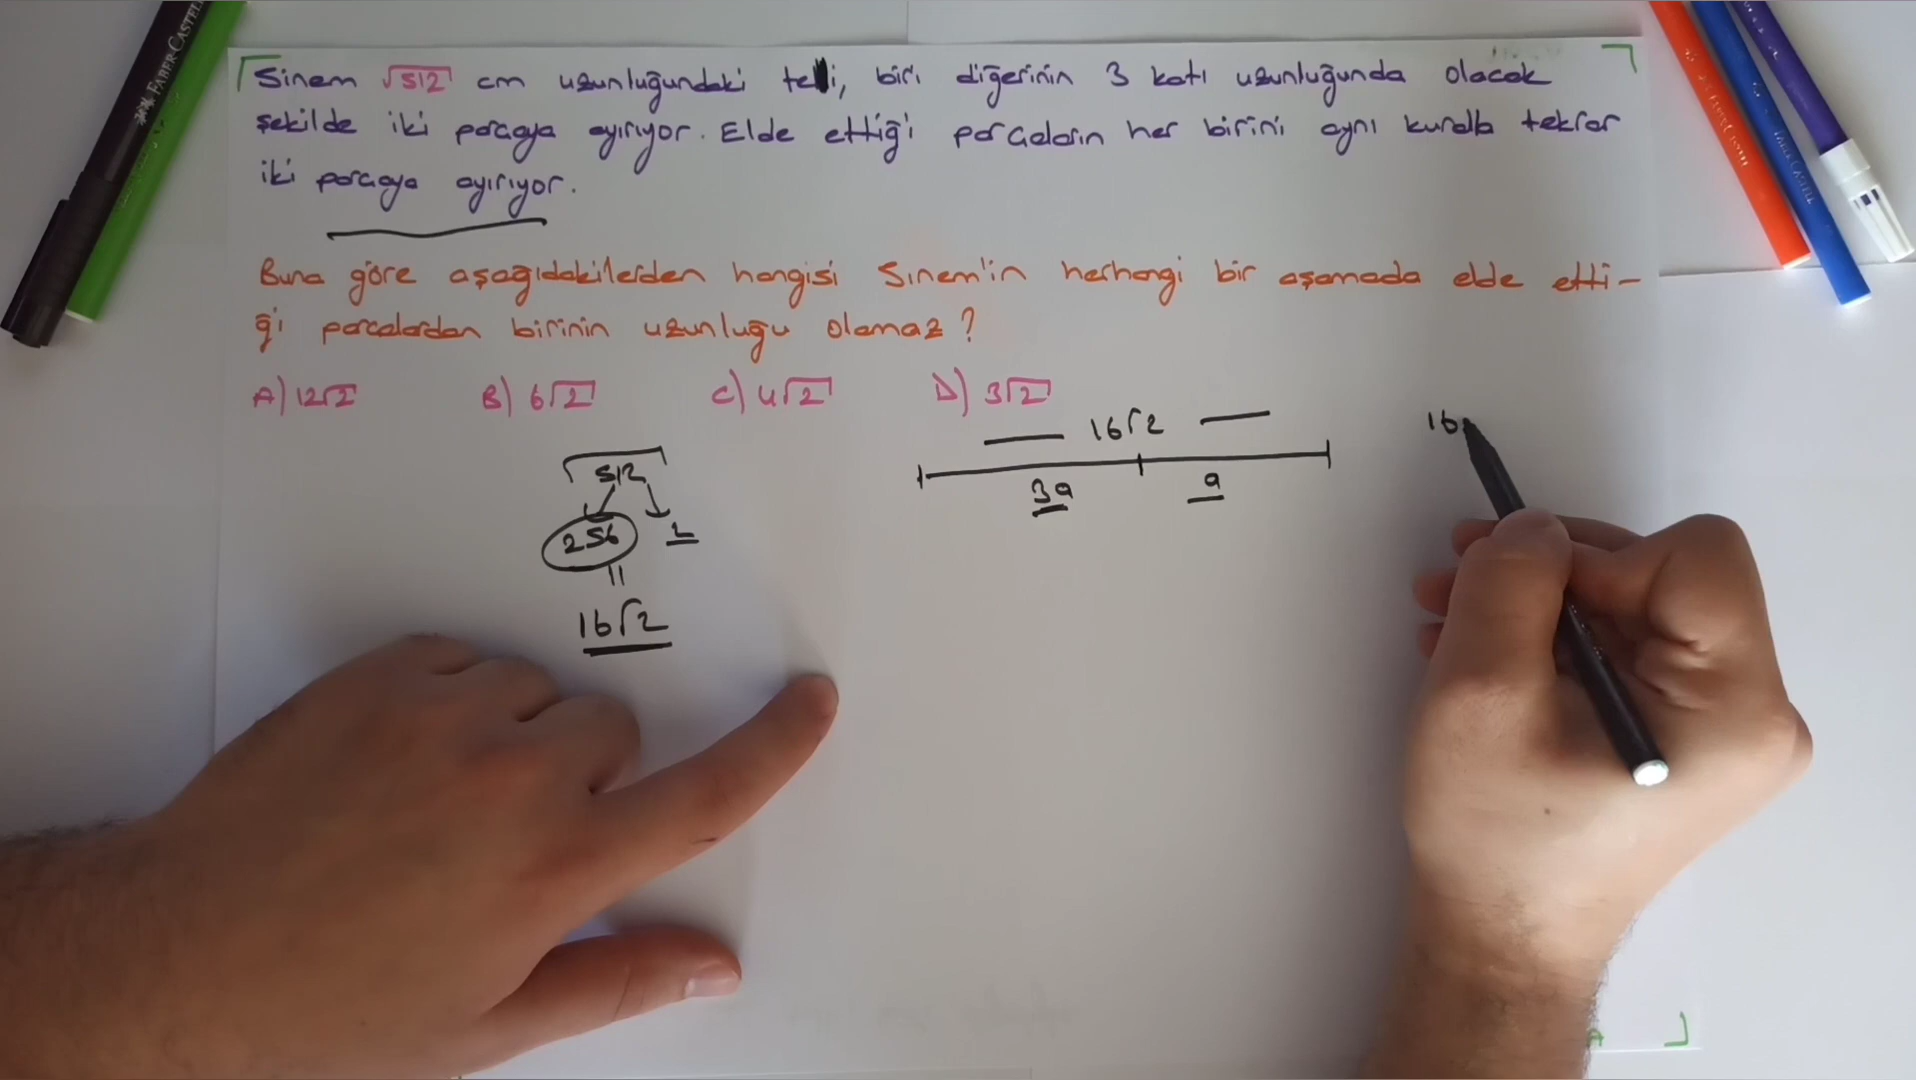 Sinem √512 cm uzunluğundaki teli, biri diğerinin 3 katı uzunluğunda olacak
şekilde iki parçaya ayırıyor. Elde ettiği parçaların her birini aynı kuralla tekrar
iki parçaya ayırıyor.
Buna göre aşağıdakilerden hangisi Sinem'in herhangi bir aşamada elde etti-
ği parçalardan birinin uzunluğu olamaz?
A) 12√2 B) 6√2 C) 4√2 D) 3√2
16√2
16
512
3a a
256 2
16√2
FABER CASTELL